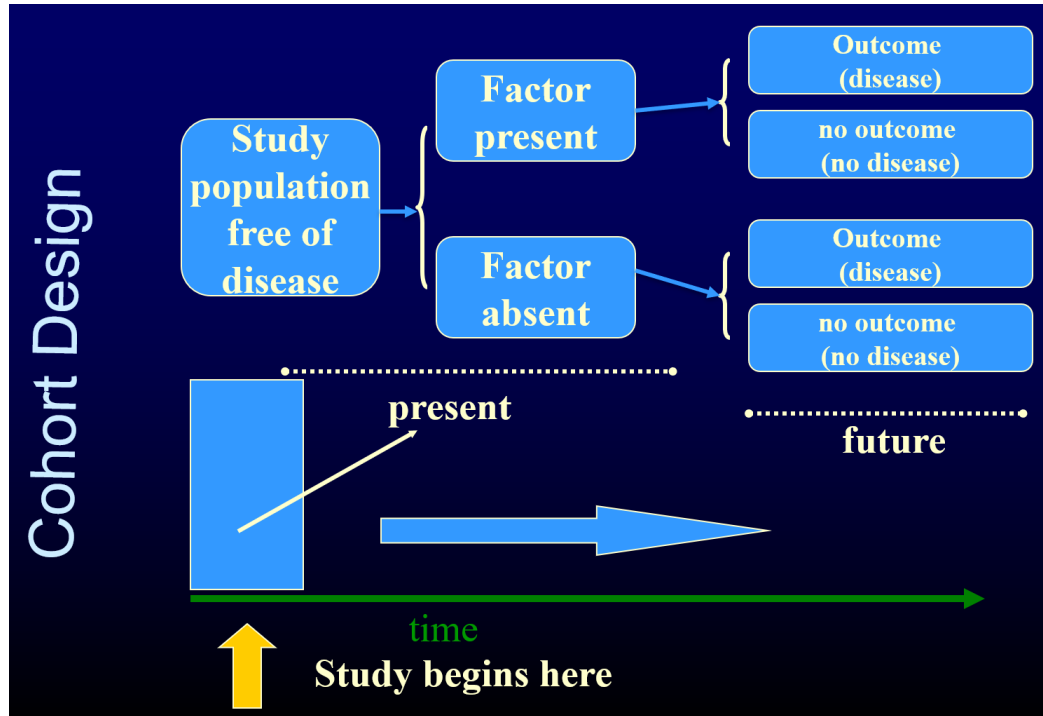 Cohort Design
Study
population
free of
disease
Factor
present
Factor
absent
Outcome
(disease)
no outcome
(no disease)
Outcome
(disease)
no outcome
(no disease)
present
future
time
Study begins here